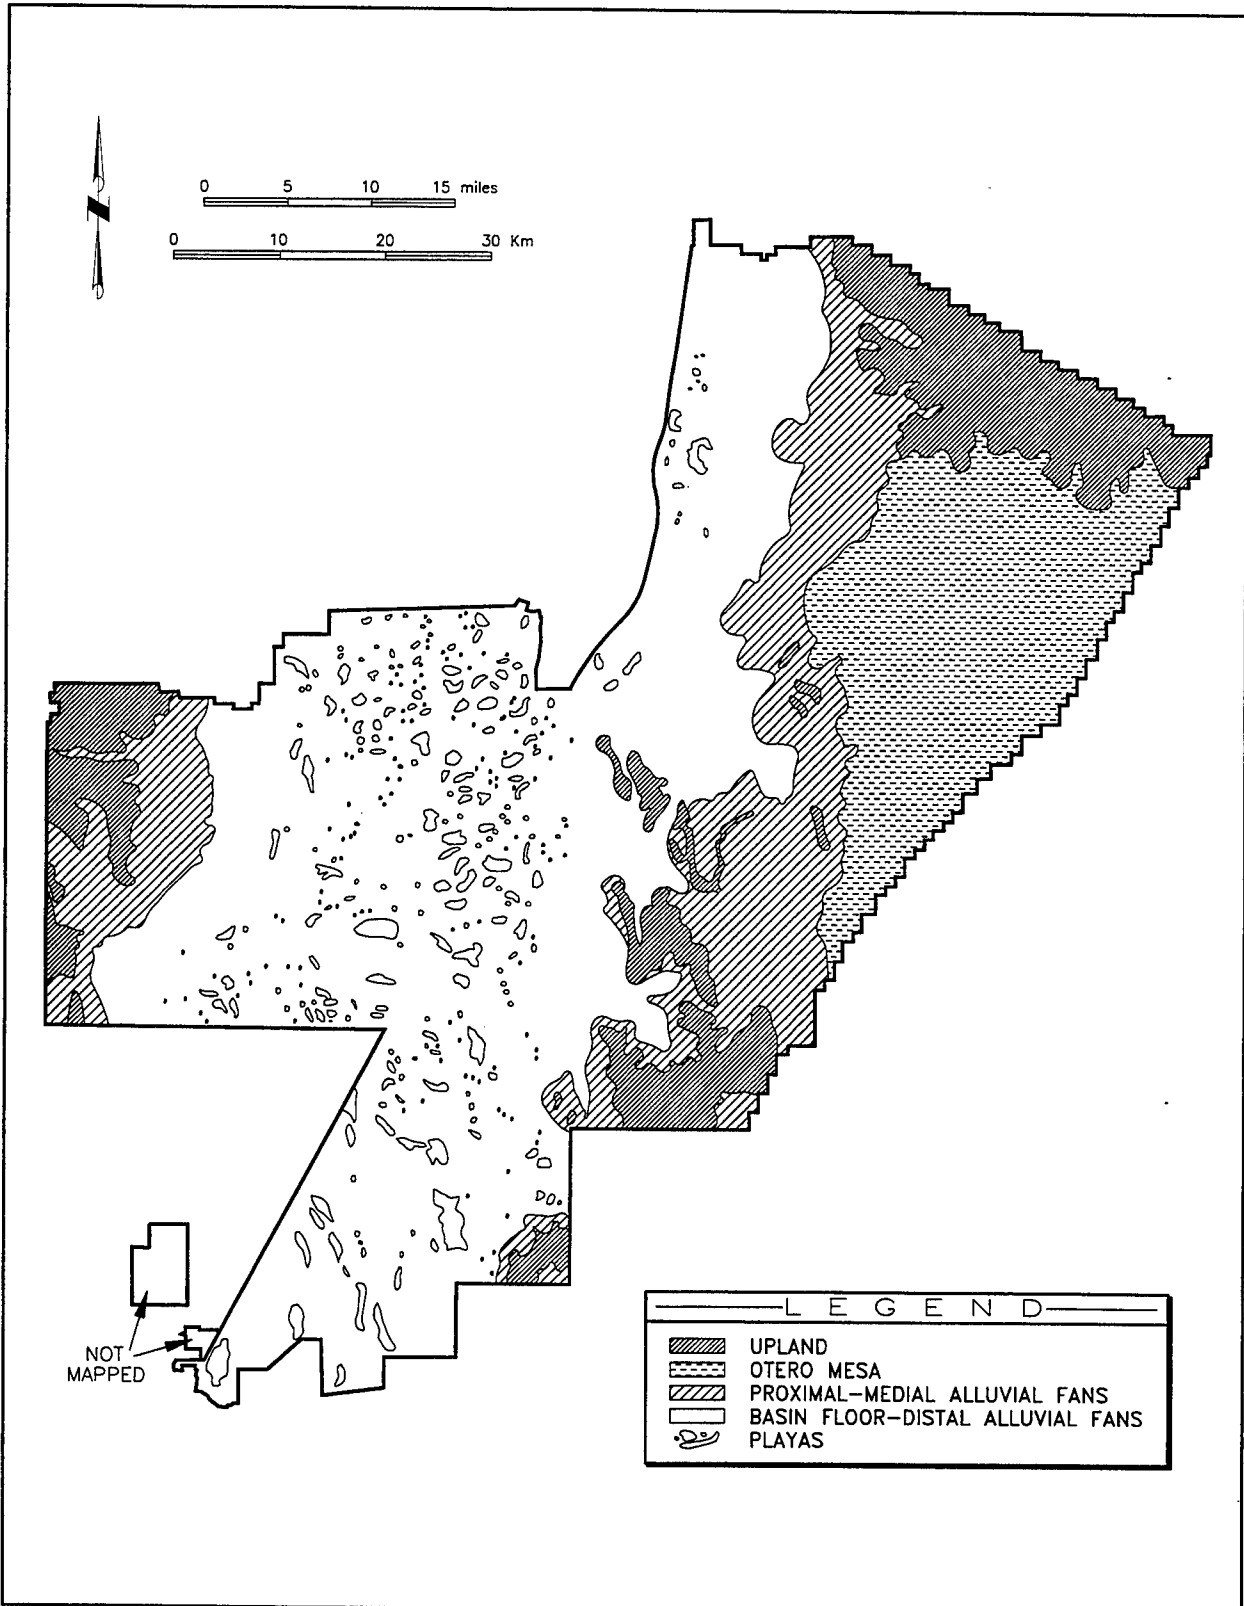 0 5 10 15 miles
0 10 20 30 Km
NOT
MAPPED
LEGEND
UPLAND
OTERO MESA
PROXIMAL-MEDIAL ALLUVIAL FANS
BASIN FLOOR-DISTAL ALLUVIAL FANS
PLAYAS